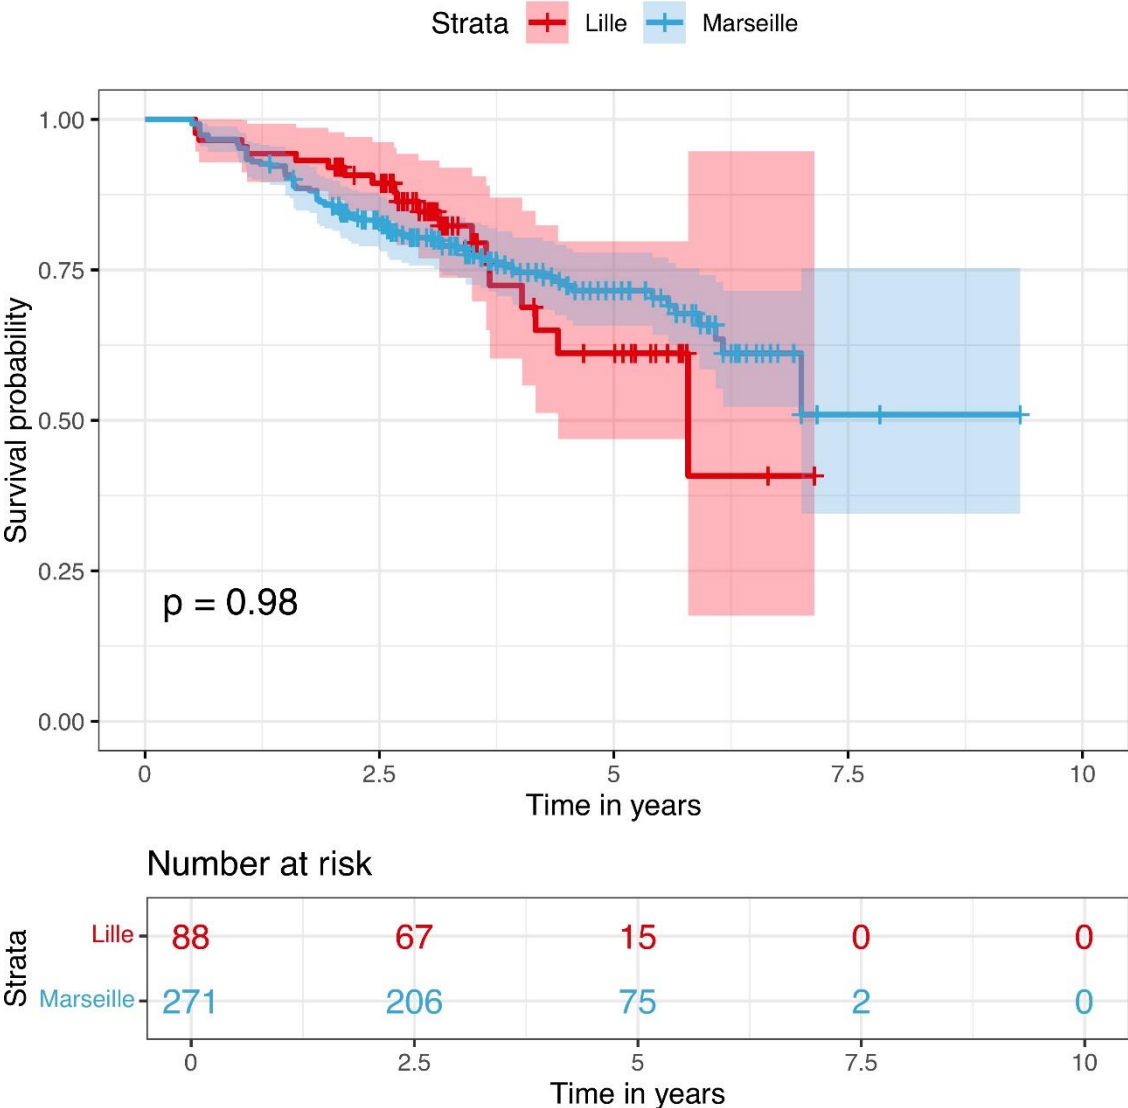 Strata Lille Marseille
1.00
0.75
0.50
0.25
0.00
Survival probability
p = 0.98
0 2.5 5 7.5 10
Time in years
Number at risk
Strata
Lille 88 67 15 0 0
Marseille 271 206 75 2 0
0 2.5 5 7.5 10
Time in years